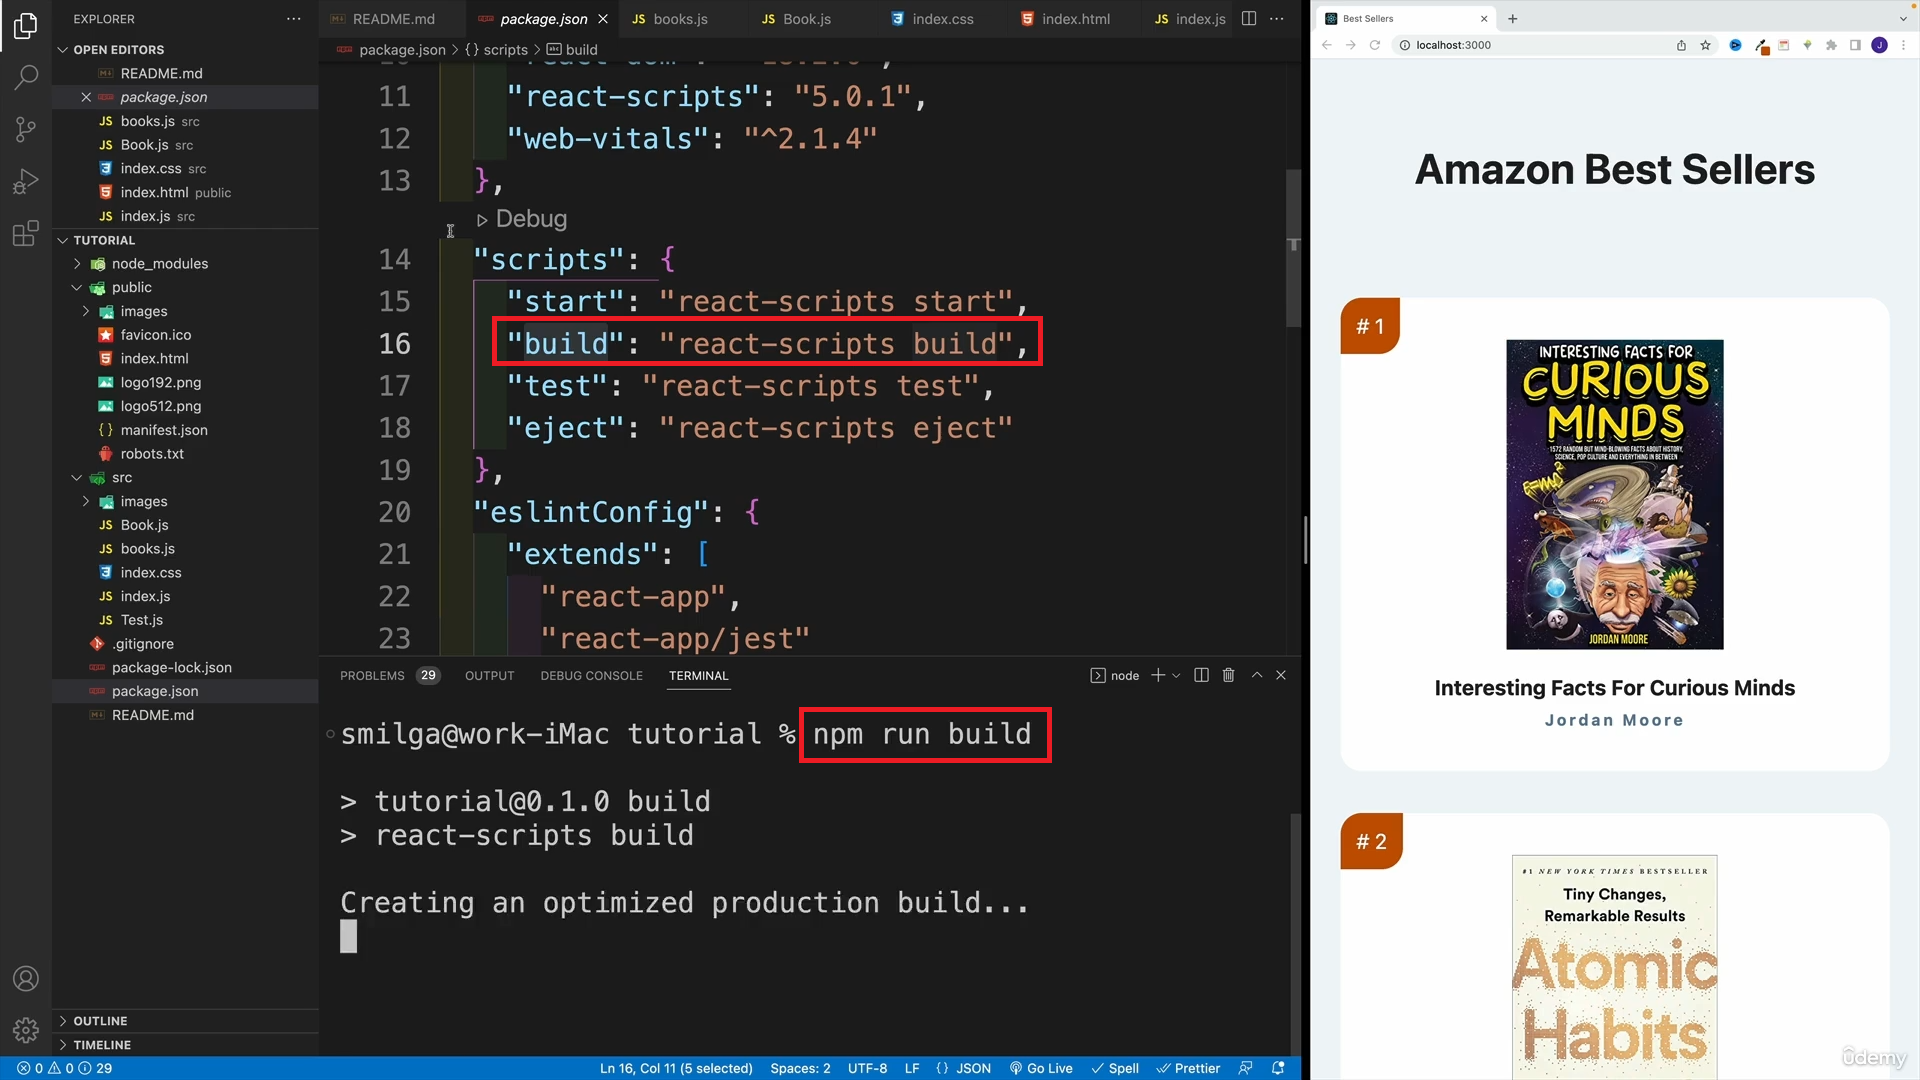 EXPLORER
OPEN EDITORS
README.md
package.json
books.js src
Book.js src
index.css src
index.html public
index.js src
TUTORIAL
node_modules
public
images
favicon.ico
index.html
logo192.png
logo512.png
manifest.json
robots.txt
src
images
Book.js
books.js
index.css
index.js
Test.js
.gitignore
package-lock.json
package.json
README.md
OUTLINE
TIMELINE
README.md package.json books.js Book.js index.css index.html index.js
package.json > {} scripts > build
11 "react-scripts": "5.0.1",
12 "web-vitals": "^2.1.4"
13 },
Debug
14 "scripts": {
15 "start": "react-scripts start",
16 "build": "react-scripts build",
17 "test": "react-scripts test",
18 "eject": "react-scripts eject"
19 },
20 "eslintConfig": {
21 "extends": [
22 "react-app",
23 "react-app/jest"
PROBLEMS 29 OUTPUT DEBUG CONSOLE TERMINAL node
smilga@work-iMac tutorial % npm run build
> tutorial@0.1.0 build
> react-scripts build
Creating an optimized production build...
0 0 29 Ln 16, Col 11 (5 selected) Spaces: 2 UTF-8 LF {} JSON Go Live Spell Prettier
Best Sellers
localhost:3000
J
Amazon Best Sellers
# 1
INTERESTING FACTS FOR
CURIOUS
MINDS
1572 RANDOM BUT MIND-BLOWING FACTS ABOUT HISTORY,
SCIENCE, POP CULTURE AND EVERYTHING IN BETWEEN
JORDAN MOORE
Interesting Facts For Curious Minds
Jordan Moore
# 2
#1 NEW YORK TIMES BESTSELLER
Tiny Changes,
Remarkable Results
Atomic
Habits
ûdemy